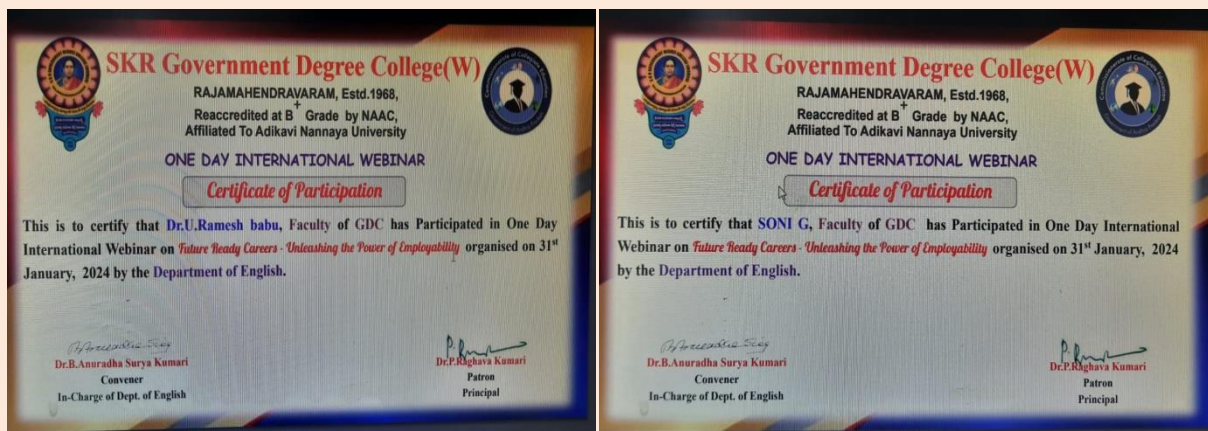 SKR Government Degree College(W)
RAJAMAHENDRAVARAM, Estd.1968,
Reaccredited at B+ Grade by NAAC,
Affiliated To Adikavi Nannaya University
ONE DAY INTERNATIONAL WEBINAR
Certificate of Participation
This is to certify that Dr.U.Ramesh babu, Faculty of GDC has Participated in One Day
International Webinar on Future Ready Careers - Unleashing the Power of Employability organised on 31st
January, 2024 by the Department of English.
Dr.B.Anuradha Surya Kumari
Convener
In-Charge of Dept. of English
Dr.P.Raghava Kumari
Patron
Principal
SKR Government Degree College(W)
RAJAMAHENDRAVARAM, Estd.1968,
Reaccredited at B+ Grade by NAAC,
Affiliated To Adikavi Nannaya University
ONE DAY INTERNATIONAL WEBINAR
Certificate of Participation
This is to certify that SONI G, Faculty of GDC has Participated in One Day International
Webinar on Future Ready Careers - Unleashing the Power of Employability organised on 31st January, 2024
by the Department of English.
Dr.B.Anuradha Surya Kumari
Convener
In-Charge of Dept. of English
Dr.P.Raghava Kumari
Patron
Principal